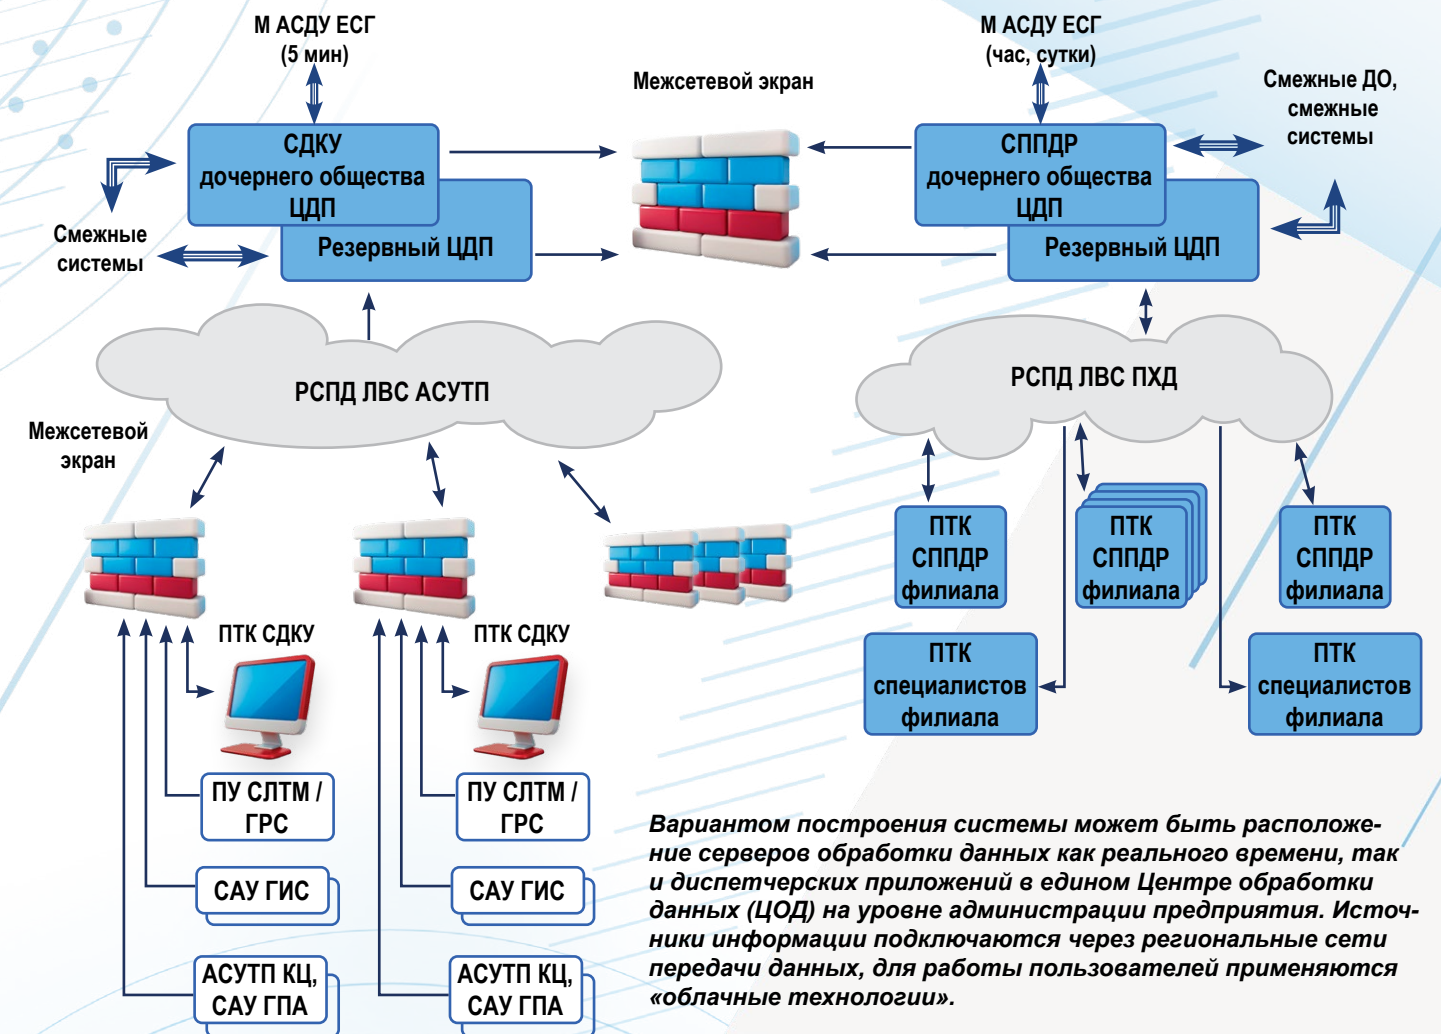 М АСДУ ЕСГ
(5 мин)
М АСДУ ЕСГ
(час, сутки)
Межсетевой экран
Смежные ДО,
смежные
системы
СДКУ
дочернего общества
ЦДП
Резервный ЦДП
СППДР
дочернего общества
ЦДП
Резервный ЦДП
Смежные
системы
РСПД ЛВС АСУТП
РСПД ЛВС ПХД
Межсетевой
экран
ПТК
СППДР
филиала
ПТК
СППДР
филиала
ПТК
СППДР
филиала
ПТК СДКУ
ПТК СДКУ
ПТК
специалистов
филиала
ПТК
специалистов
филиала
ПУ СЛТМ /
ГРС
ПУ СЛТМ /
ГРС
САУ ГИС
САУ ГИС
АСУТП КЦ,
САУ ГПА
АСУТП КЦ,
САУ ГПА
Вариантом построения системы может быть расположе-
ние серверов обработки данных как реального времени, так
и диспетчерских приложений в едином Центре обработки
данных (ЦОД) на уровне администрации предприятия. Источ-
ники информации подключаются через региональные сети
передачи данных, для работы пользователей применяются
«облачные технологии».